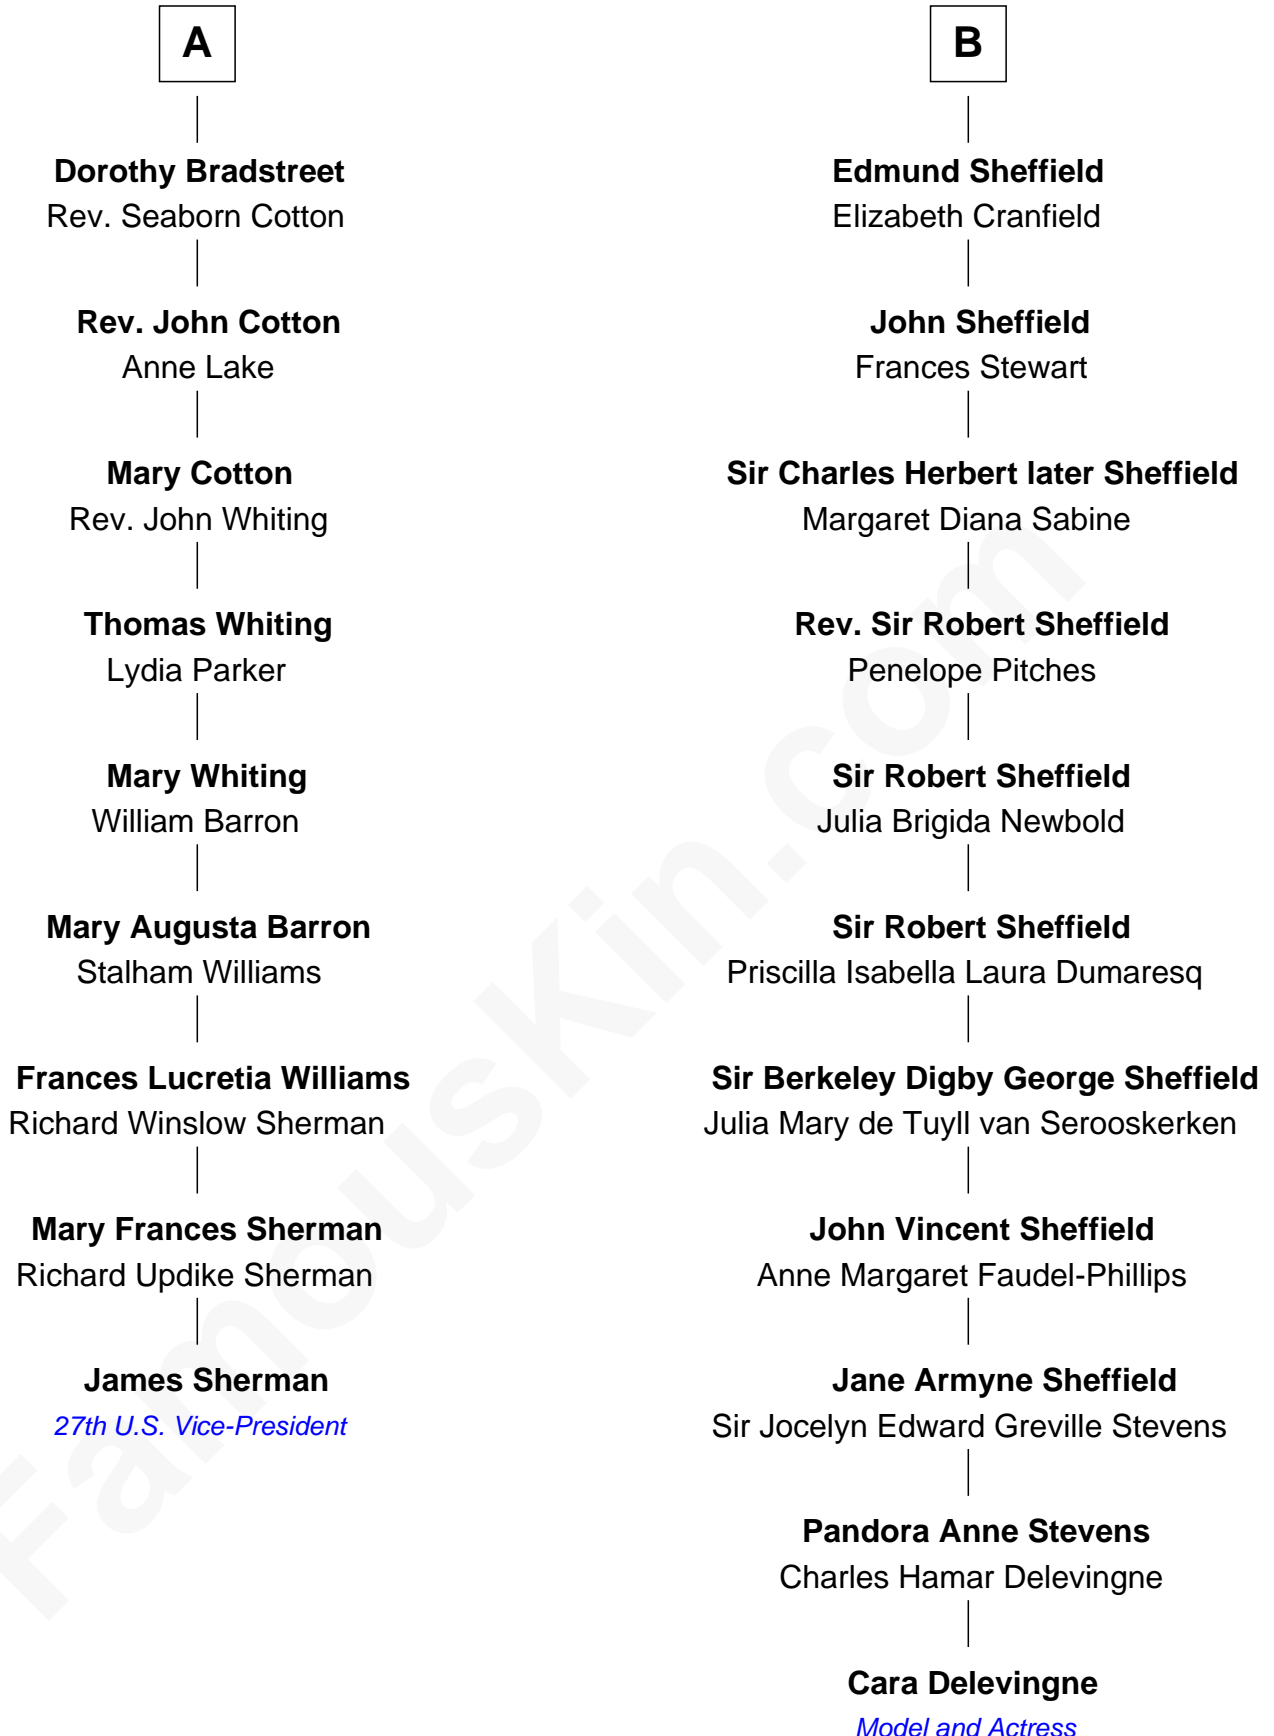 A
Dorothy Bradstreet
Rev. Seaborn Cotton
Rev. John Cotton
Anne Lake
Mary Cotton
Rev. John Whiting
Thomas Whiting
Lydia Parker
Mary Whiting
William Barron
Mary Augusta Barron
Stalham Williams
Frances Lucretia Williams
Richard Winslow Sherman
Mary Frances Sherman
Richard Updike Sherman
James Sherman
27th U.S. Vice-President
B
Edmund Sheffield
Elizabeth Cranfield
John Sheffield
Frances Stewart
Sir Charles Herbert later Sheffield
Margaret Diana Sabine
Rev. Sir Robert Sheffield
Penelope Pitches
Sir Robert Sheffield
Julia Brigida Newbold
Sir Robert Sheffield
Priscilla Isabella Laura Dumaresq
Sir Berkeley Digby George Sheffield
Julia Mary de Tuyll van Serooskerken
John Vincent Sheffield
Anne Margaret Faudel-Phillips
Jane Armyne Sheffield
Sir Jocelyn Edward Greville Stevens
Pandora Anne Stevens
Charles Hamar Delevingne
Cara Delevingne
Model and Actress
FamousKin.com